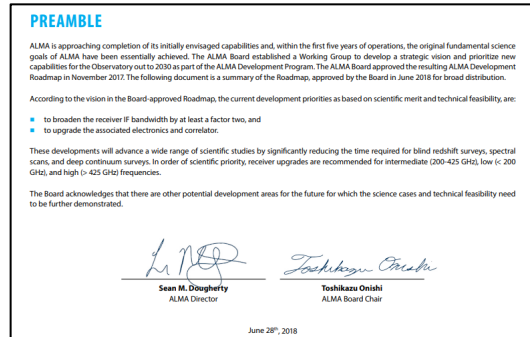 PREAMBLE
ALMA is approaching completion of its initially envisaged capabilities and, within the first five years of operations, the original fundamental science
goals of ALMA have been essentially achieved. The ALMA Board established a Working Group to develop a strategic vision and prioritize new
capabilities for the Observatory out to 2030 as part of the ALMA Development Program. The ALMA Board approved the resulting ALMA Development
Roadmap in November 2017. The following document is a summary of the Roadmap, approved by the Board in June 2018 for broad distribution.
According to the vision in the Board-approved Roadmap, the current development priorities as based on scientific merit and technical feasibility, are:
to broaden the receiver IF bandwidth by at least a factor two, and
to upgrade the associated electronics and correlator.
These developments will advance a wide range of scientific studies by significantly reducing the time required for blind redshift surveys, spectral
scans, and deep continuum surveys. In order of scientific priority, receiver upgrades are recommended for intermediate (200-425 GHz), low (< 200
GHz), and high (> 425 GHz) frequencies.
The Board acknowledges that there are other potential development areas for the future for which the science cases and technical feasibility need
to be further demonstrated.
Toshikazu Onishi
Sean M. Dougherty Toshikazu Onishi
ALMA Director ALMA Board Chair
June 28th, 2018